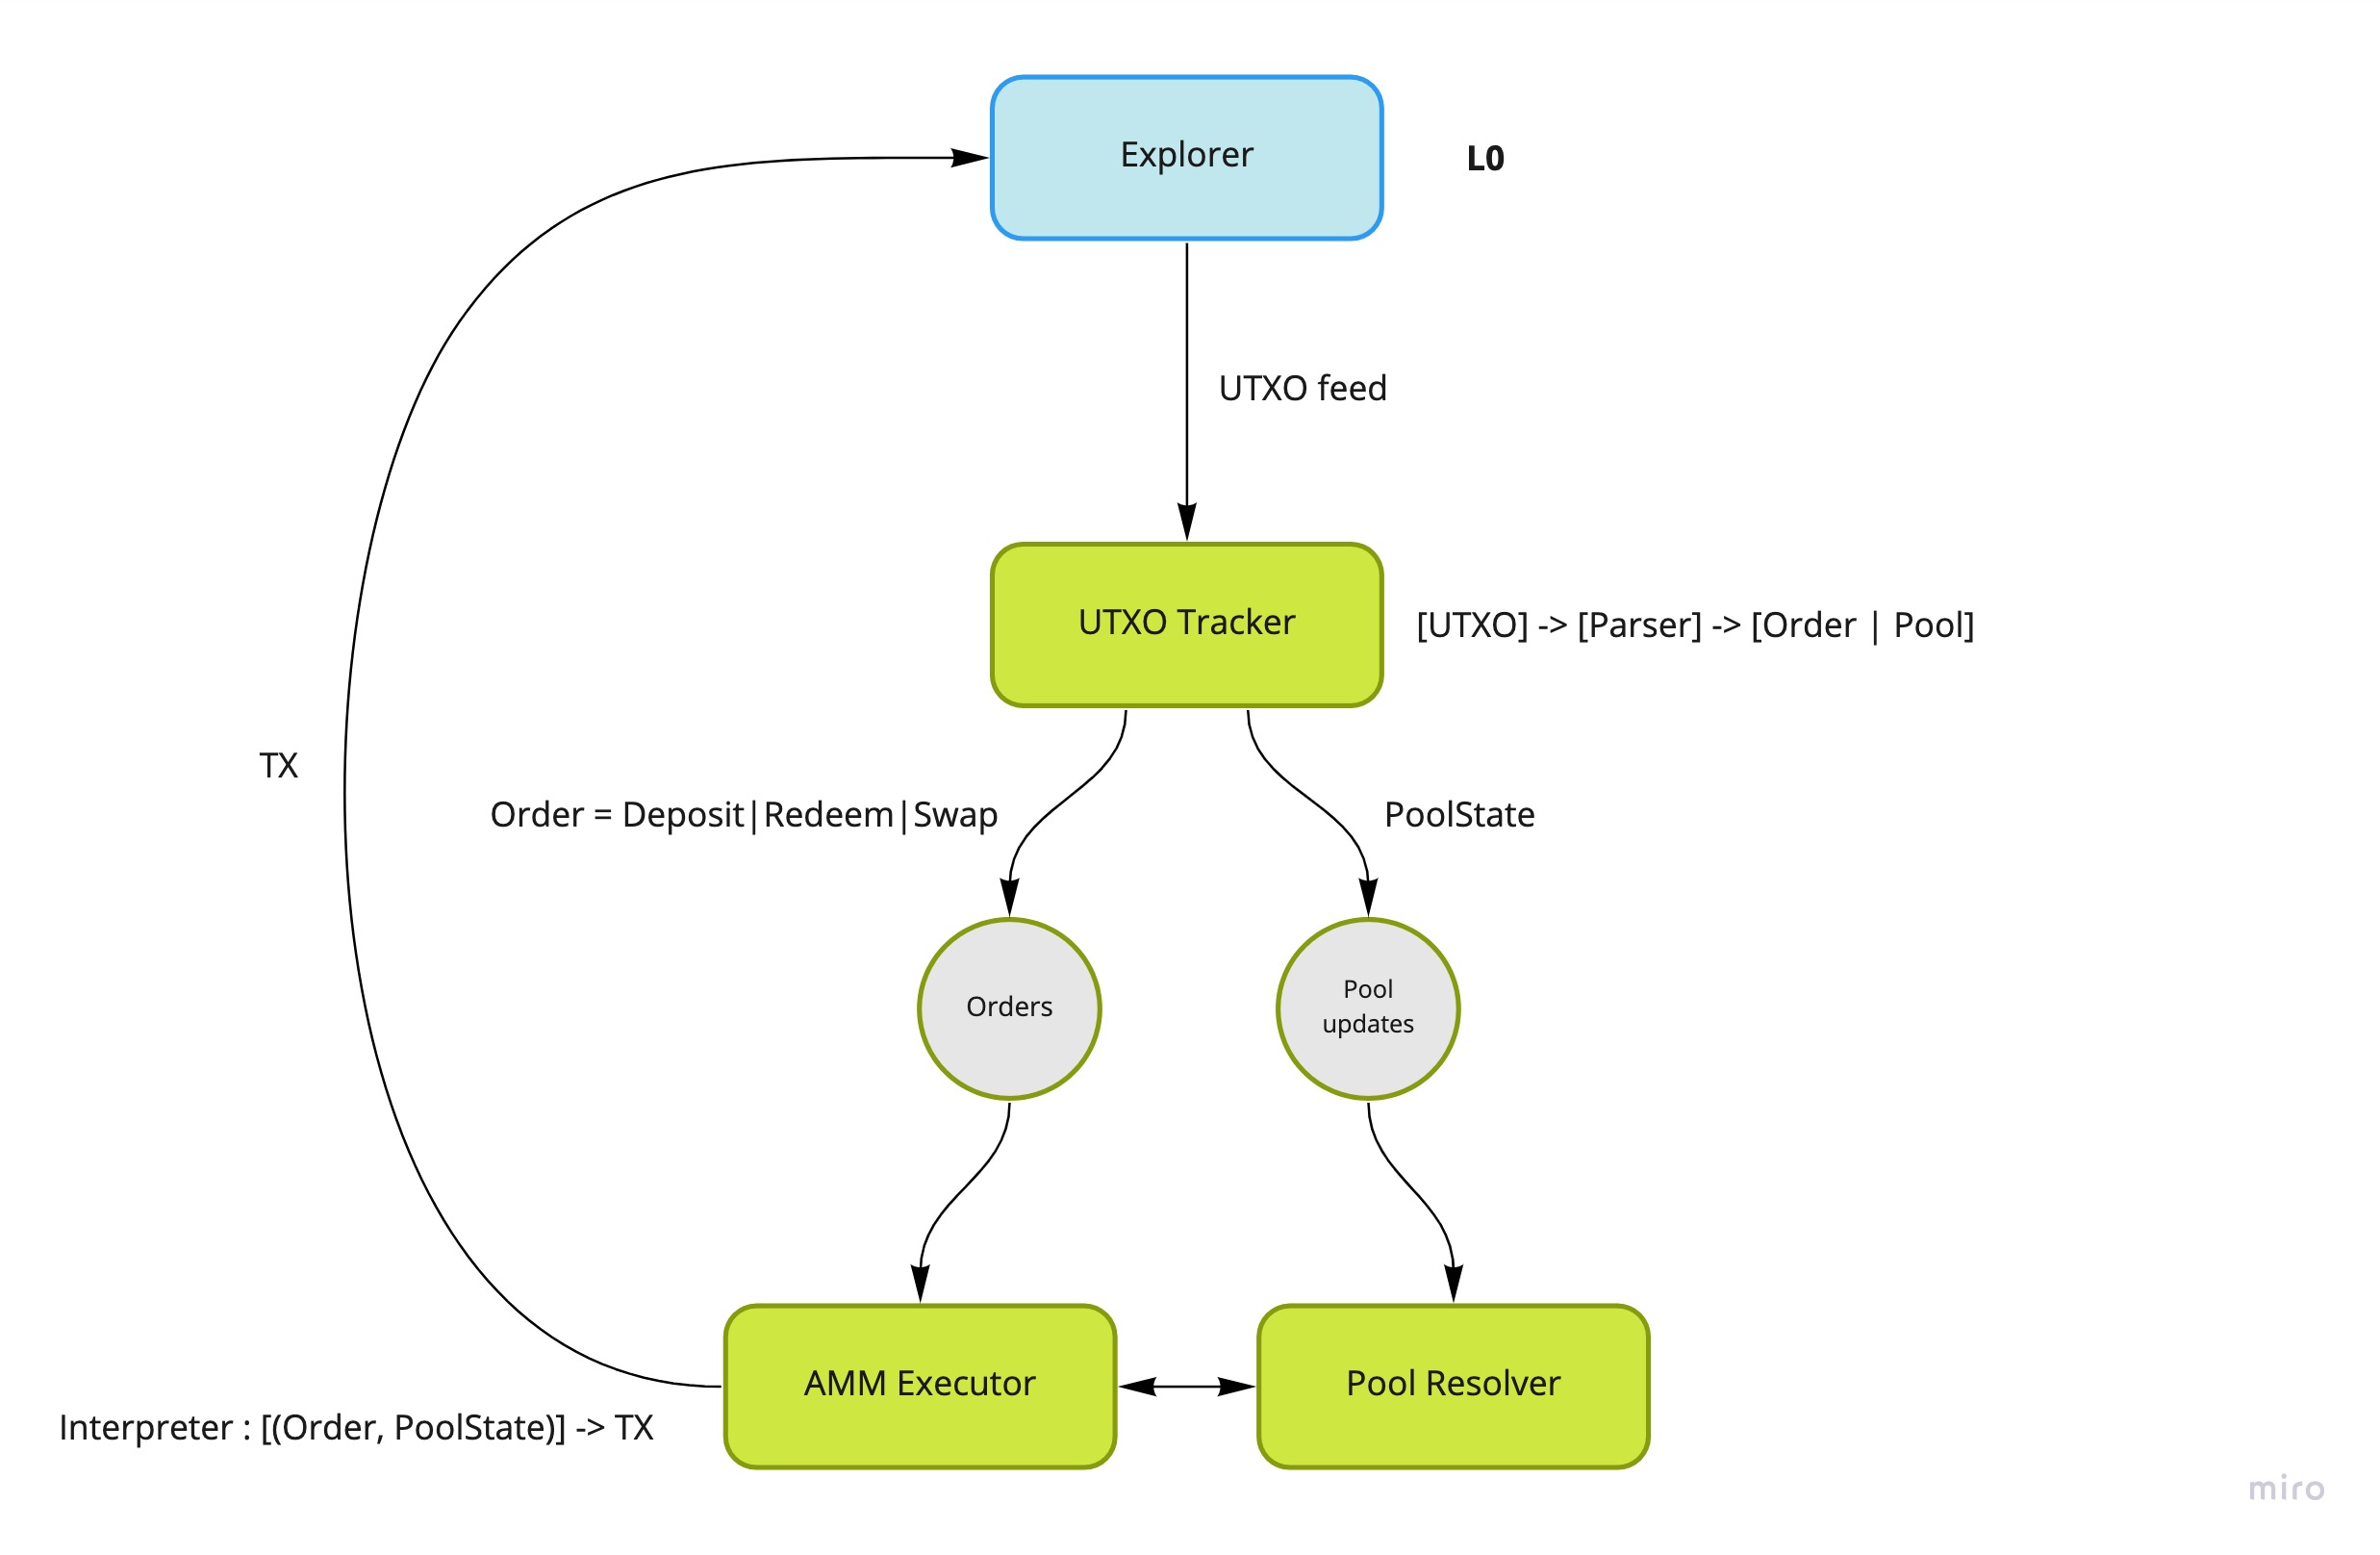 Explorer
L0
UTXO feed
UTXO Tracker
[UTXO] -> [Parser] -> [Order | Pool]
TX
Order = Deposit|Redeem|Swap
PoolState
Orders
Pool
updates
AMM Executor
Pool Resolver
Interpreter : [(Order, PoolState)] -> TX
miro